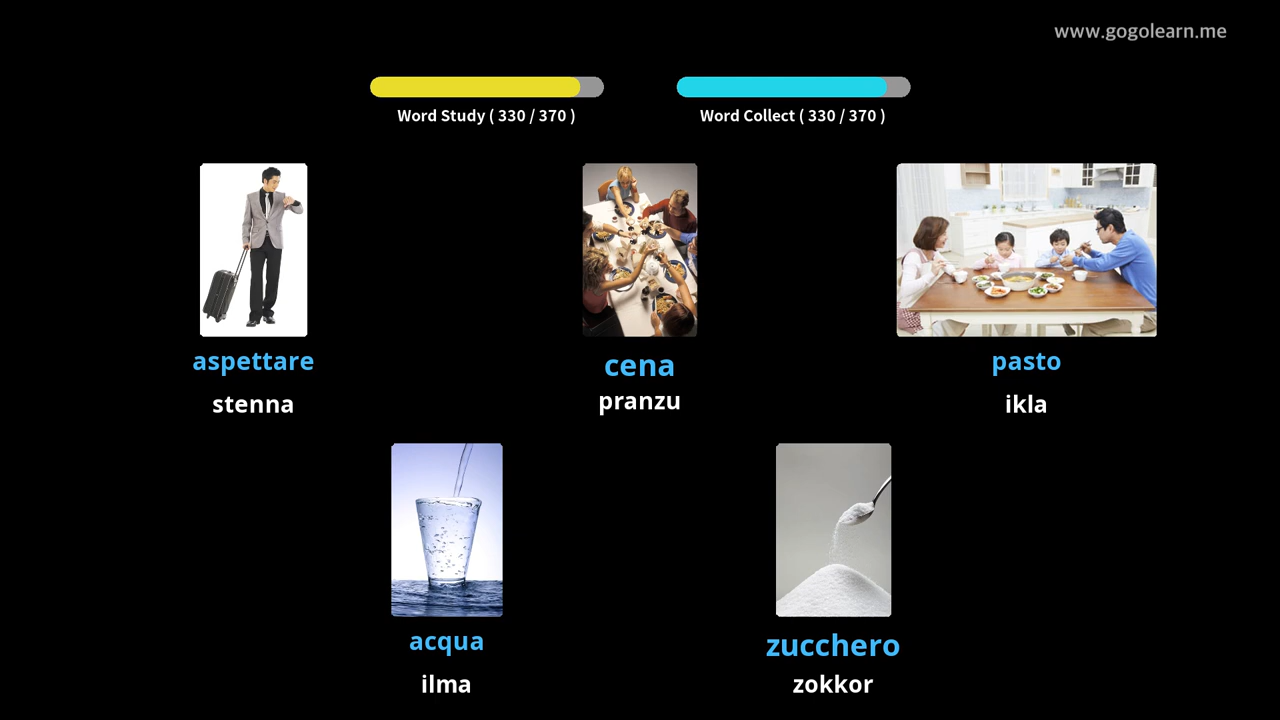 www.gogolearn.me
Word Study ( 330 / 370 )
Word Collect ( 330 / 370 )
aspettare
stenna
cena
pranzu
pasto
ikla
acqua
ilma
zucchero
zokkor